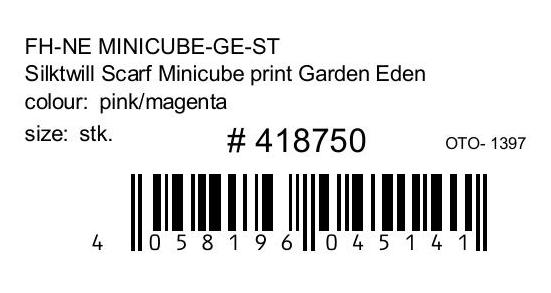 FH-NE MINICUBE-GE-ST
Silktwill Scarf Minicube print Garden Eden
colour: pink/magenta
size: stk.
# 418750
OTO- 1397
4 058196 045141